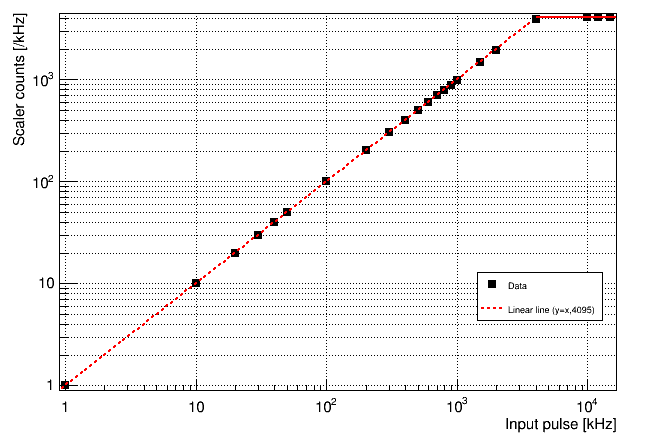 Scaler counts [/kHz]
10³
10²
10
1
1 10 10² 10³ 10⁴
Input pulse [kHz]
Data
Linear line (y=x,4095)